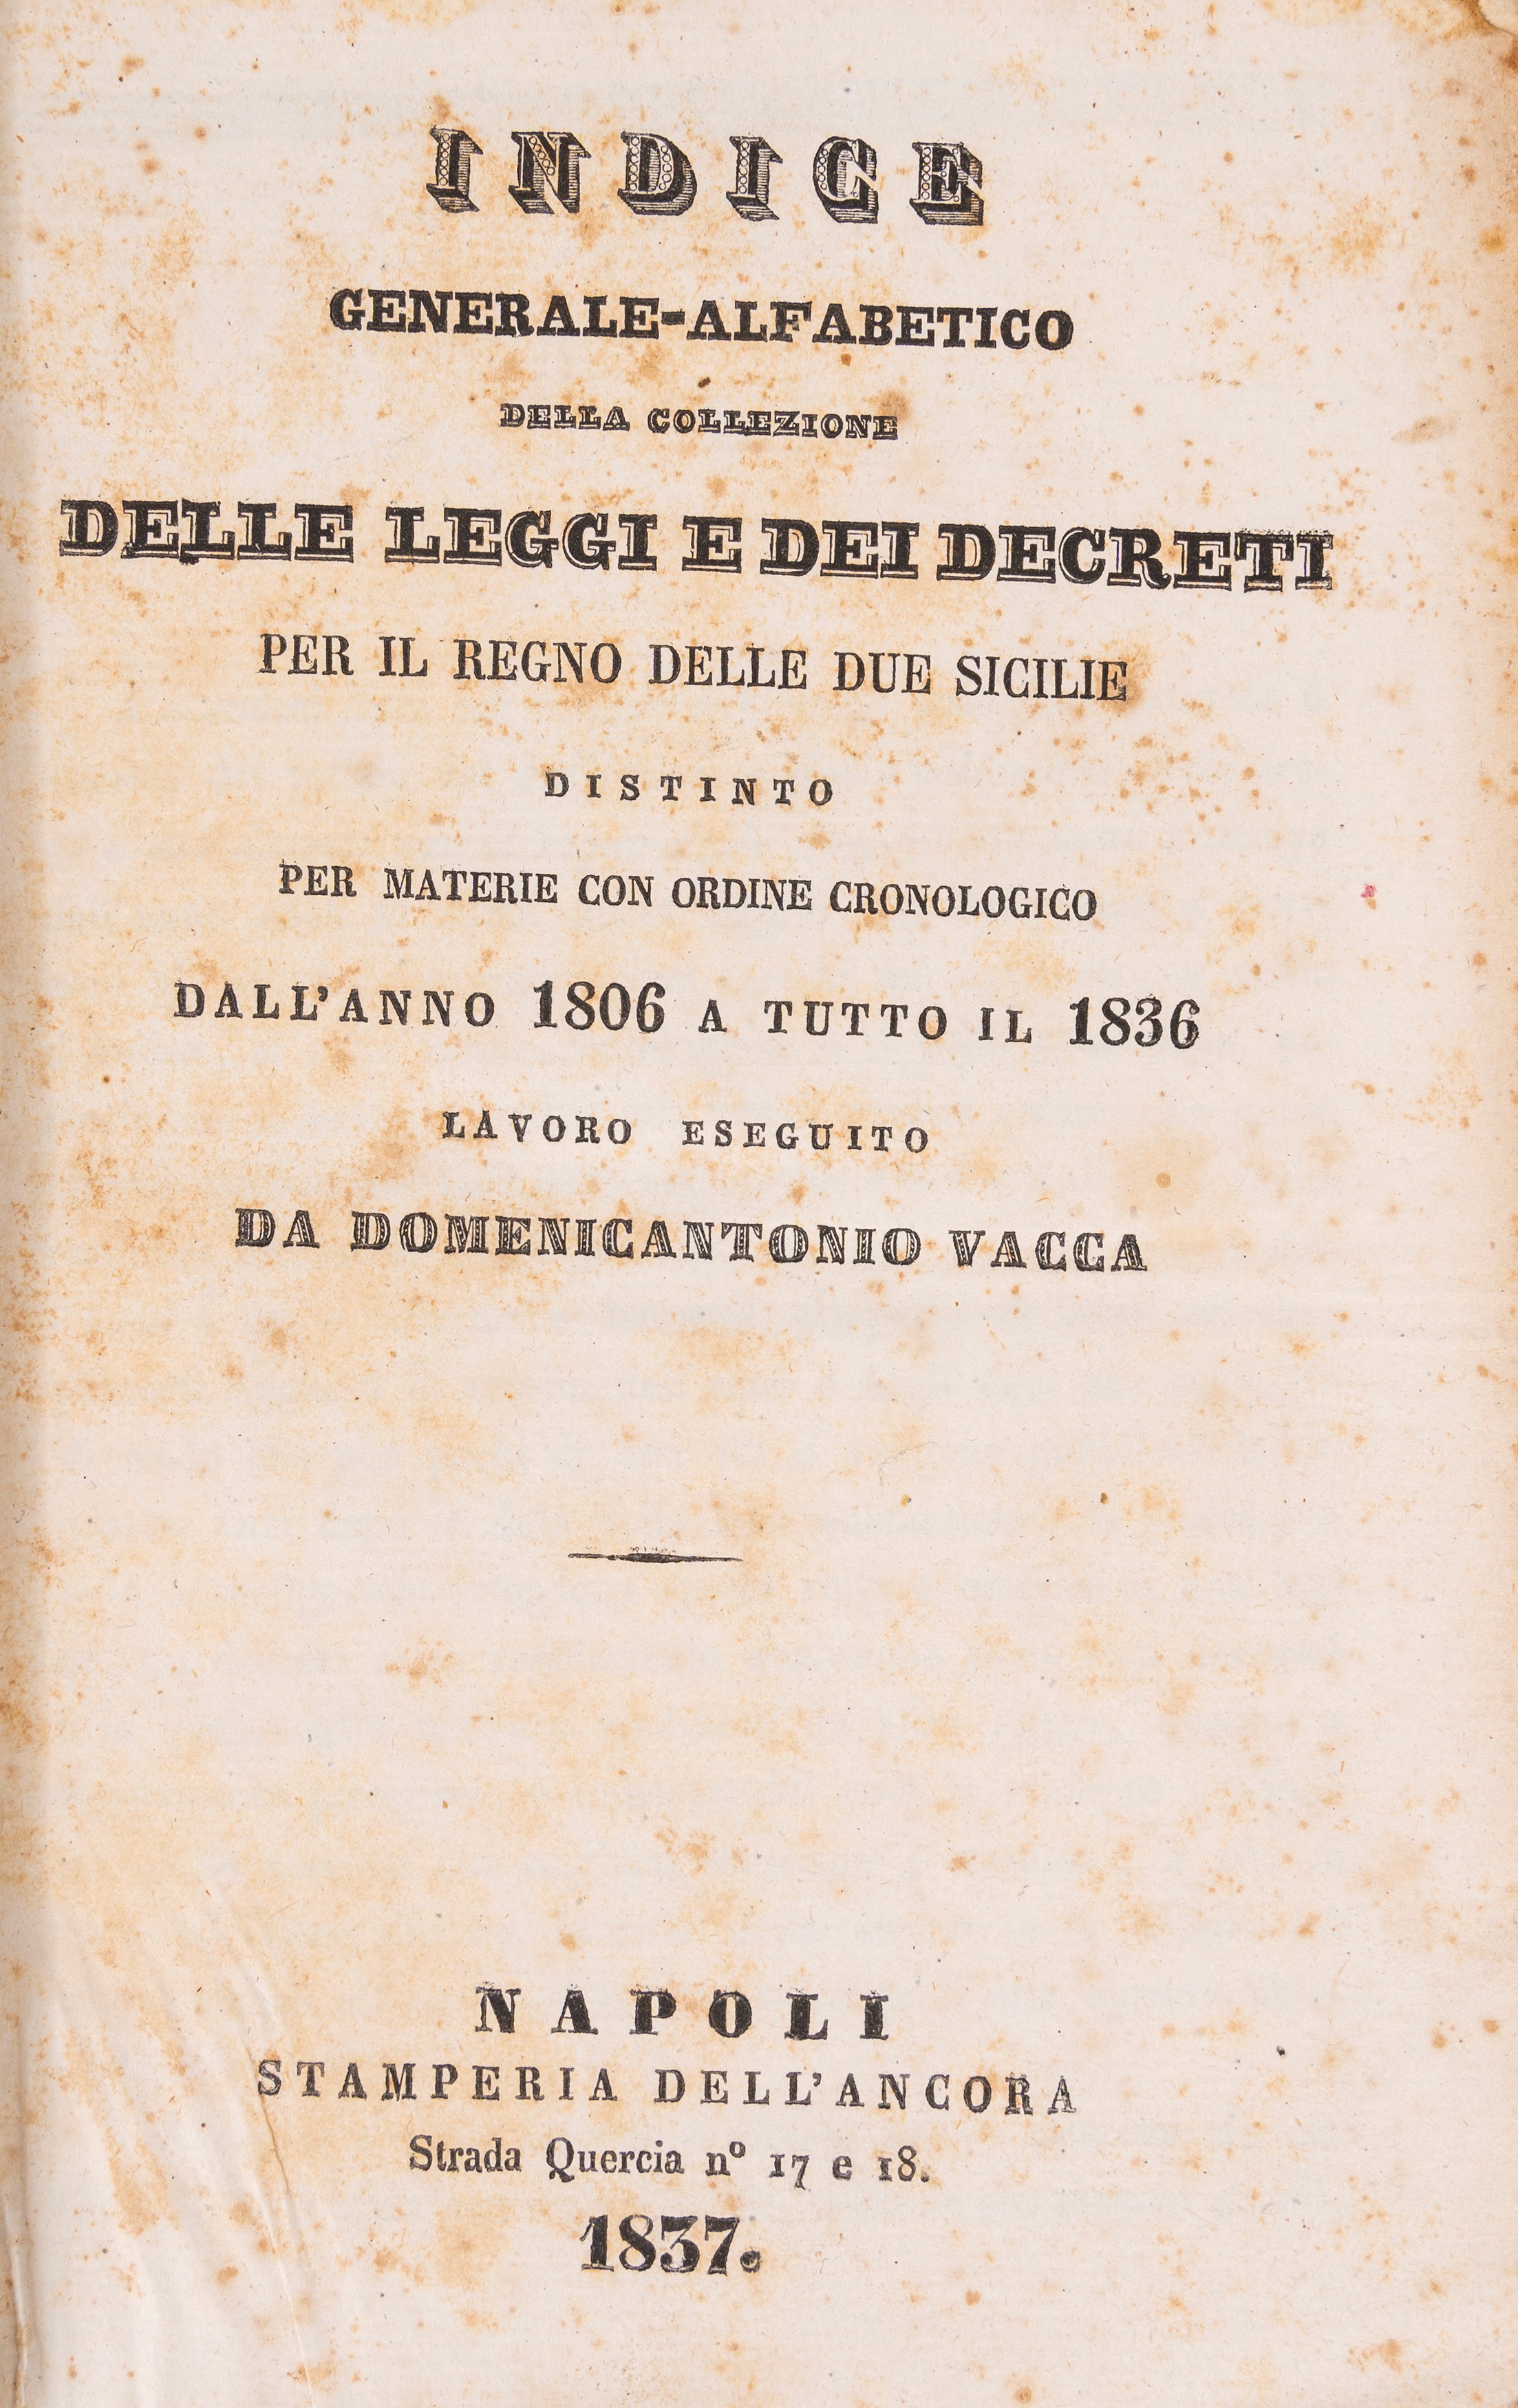 INDICE
GENERALE-ALFABETICO
DELLA COLLEZIONE
DELLE LEGGI E DEI DECRETI
PER IL REGNO DELLE DUE SICILIE
DISTINTO
PER MATERIE CON ORDINE CRONOLOGICO
DALL'ANNO 1806 A TUTTO IL 1836
LAVORO ESEGUITO
DA DOMENICANTONIO VACCA
NAPOLI
STAMPERIA DELL'ANCORA
Strada Quercia nº 17 e 18.
1837.